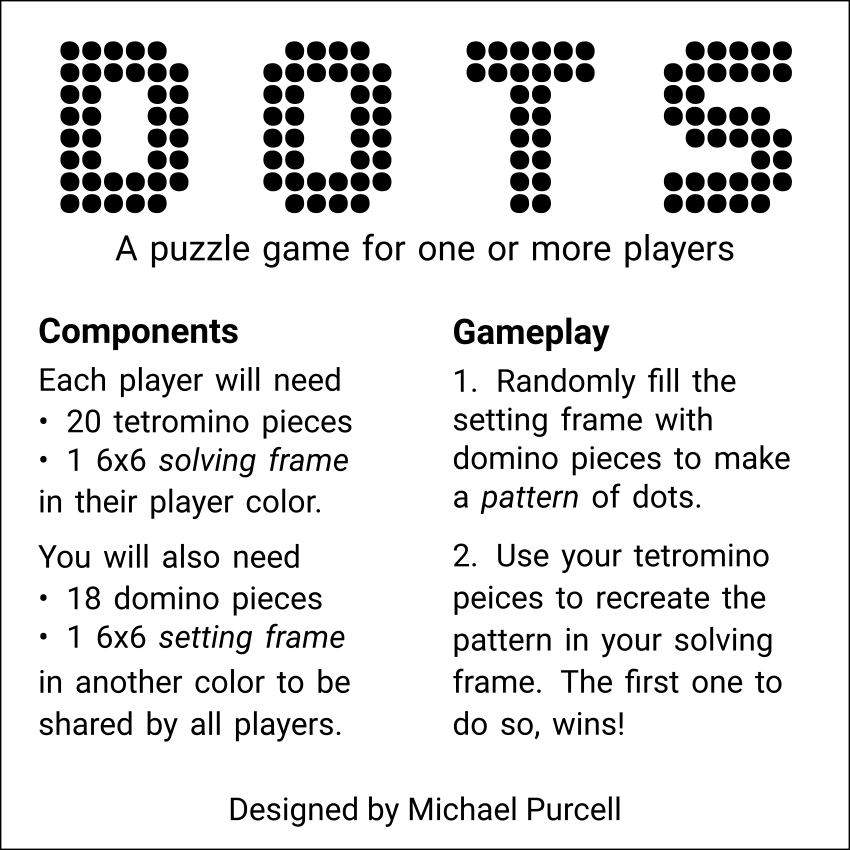 DOTS
A puzzle game for one or more players
Components
Each player will need
• 20 tetromino pieces
• 1 6x6 solving frame
in their player color.
You will also need
• 18 domino pieces
• 1 6x6 setting frame
in another color to be
shared by all players.
Gameplay
1. Randomly fill the
setting frame with
domino pieces to make
a pattern of dots.
2. Use your tetromino
peices to recreate the
pattern in your solving
frame. The first one to
do so, wins!
Designed by Michael Purcell